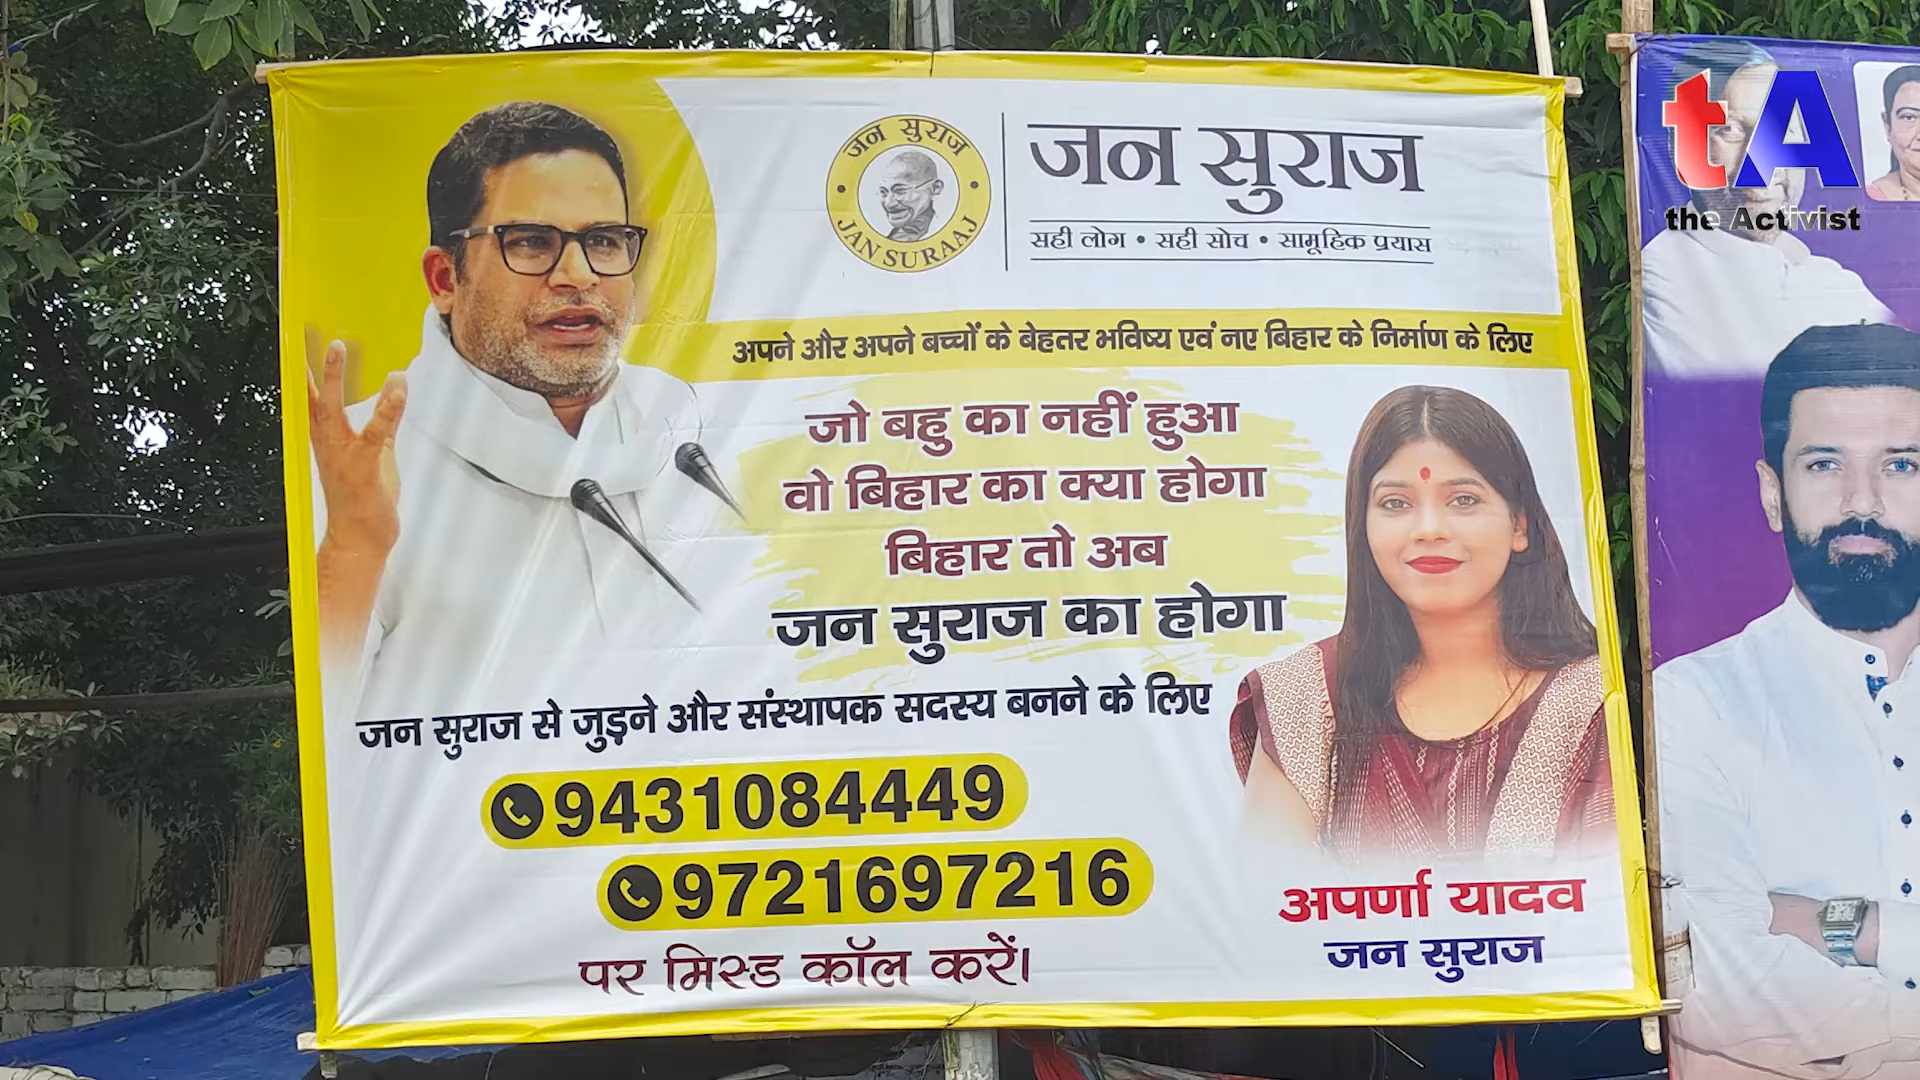 जन सुराज
JAN SURAAJ
जन सुराज
सही लोग • सही सोच • सामूहिक प्रयास
अपने और अपने बच्चों के बेहतर भविष्य एवं नए बिहार के निर्माण के लिए
जो बहु का नहीं हुआ
वो बिहार का क्या होगा
बिहार तो अब
जन सुराज का होगा
जन सुराज से जुड़ने और संस्थापक सदस्य बनने के लिए
9431084449
9721697216
पर मिस्ड कॉल करें।
अपर्णा यादव
जन सुराज
tA
the Activist